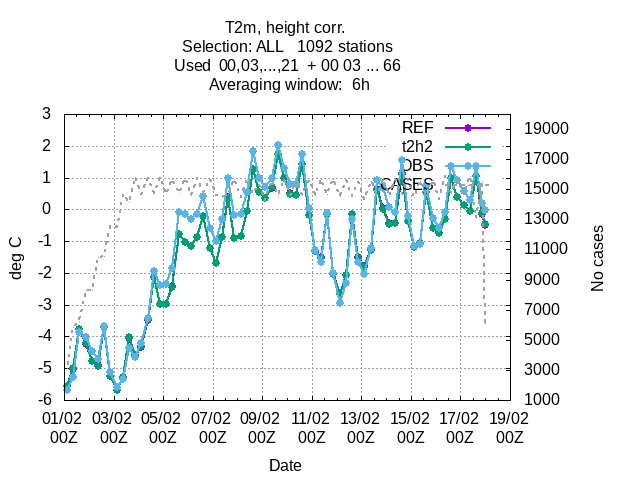 T2m, height corr.
Selection: ALL   1092 stations
Used  00,03,...,21  + 00 03 ... 66
Averaging window:  6h
REF
t2h2
OBS
CASES
3
2
1
0
-1
-2
-3
-4
-5
-6
deg C
19000
17000
15000
13000
11000
9000
7000
5000
3000
1000
No cases
01/02 03/02 05/02 07/02 09/02 11/02 13/02 15/02 17/02 19/02
00Z 00Z 00Z 00Z 00Z 00Z 00Z 00Z 00Z 00Z
Date